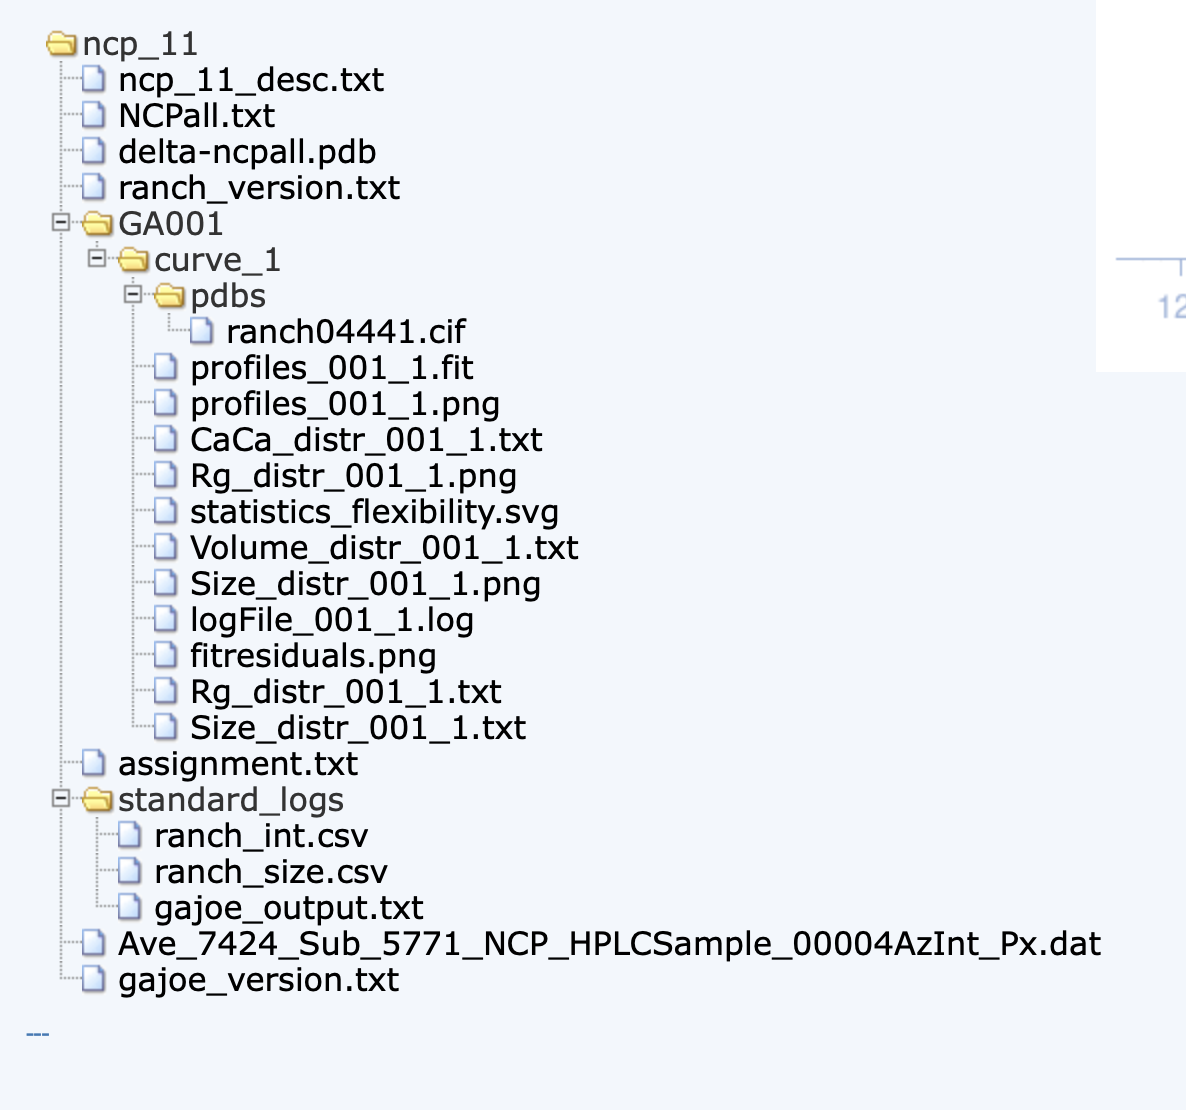 ncp_11
ncp_11_desc.txt
NCPall.txt
delta-ncpall.pdb
ranch_version.txt
GA001
curve_1
pdbs
ranch04441.cif
profiles_001_1.fit
profiles_001_1.png
CaCa_distr_001_1.txt
Rg_distr_001_1.png
statistics_flexibility.svg
Volume_distr_001_1.txt
Size_distr_001_1.png
logFile_001_1.log
fitresiduals.png
Rg_distr_001_1.txt
Size_distr_001_1.txt
assignment.txt
standard_logs
ranch_int.csv
ranch_size.csv
gajoe_output.txt
Ave_7424_Sub_5771_NCP_HPLCSample_00004AzInt_Px.dat
gajoe_version.txt
---
12